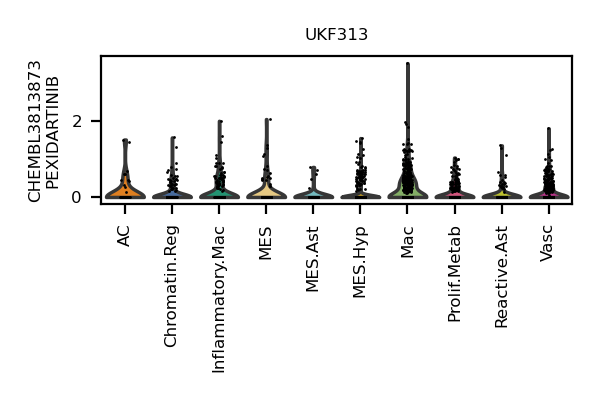 UKF313
CHEMBL3813873
PEXIDARTINIB
2
0
AC
Chromatin.Reg
Inflammatory.Mac
MES
MES.Ast
MES.Hyp
Mac
Prolif.Metab
Reactive.Ast
Vasc